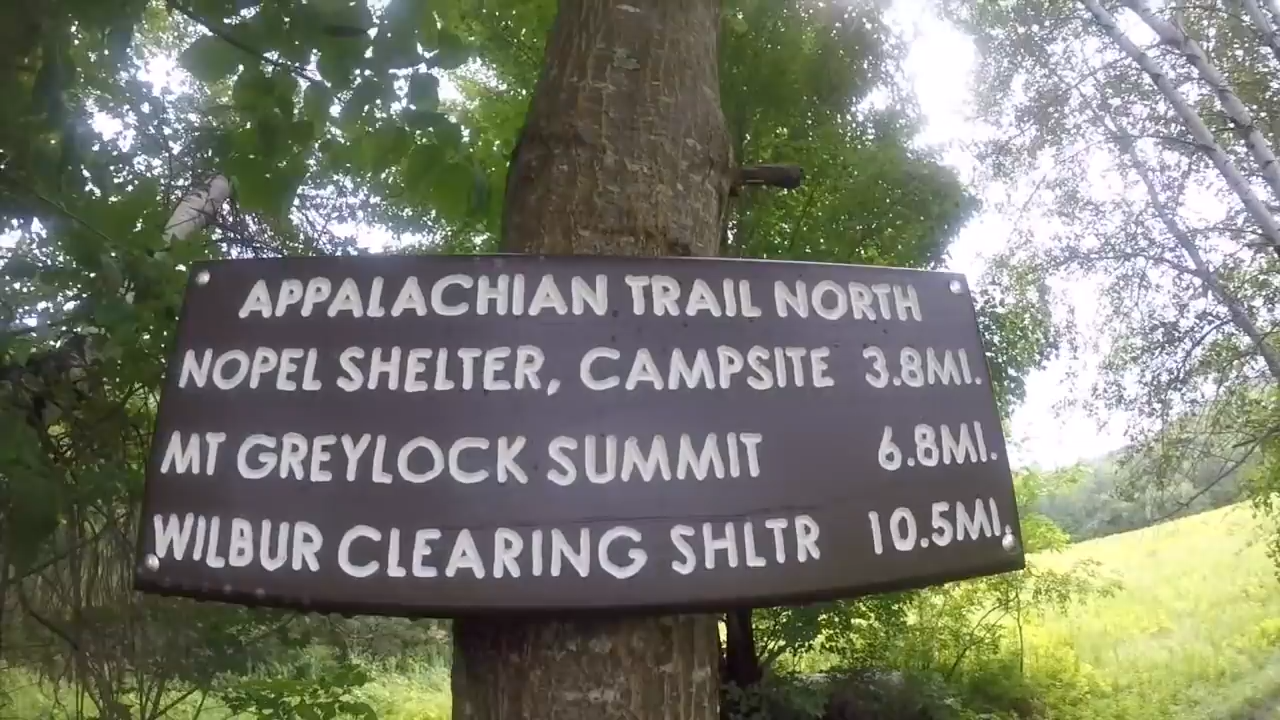 APPALACHIAN TRAIL NORTH
NOPEL SHELTER, CAMPSITE 3.8MI.
MT GREYLOCK SUMMIT 6.8MI.
WILBUR CLEARING SHLTR 10.5MI.